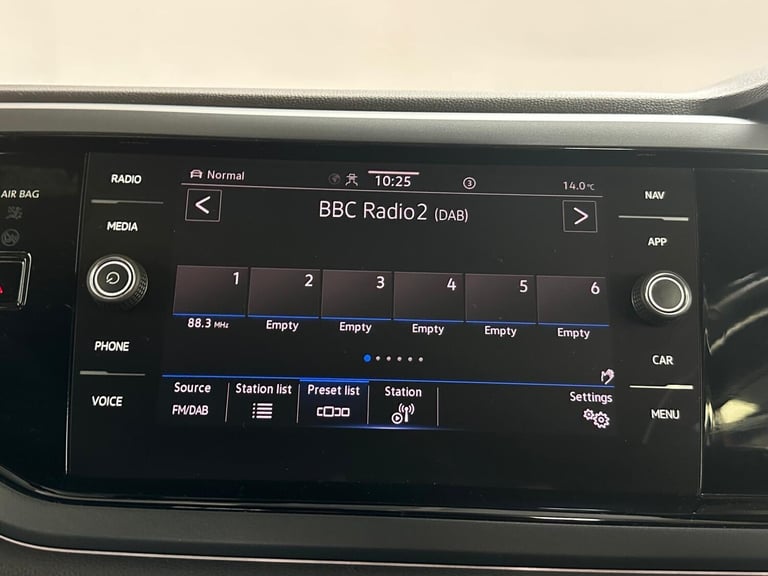 AIR BAG
RADIO
MEDIA
PHONE
VOICE
Normal
10:25
3
14.0°C
<
BBC Radio2 (DAB)
>
1 2 3 4 5 6
88.3 MHz Empty Empty Empty Empty Empty
Source Station list Preset list Station Settings
FM/DAB
NAV
APP
CAR
MENU